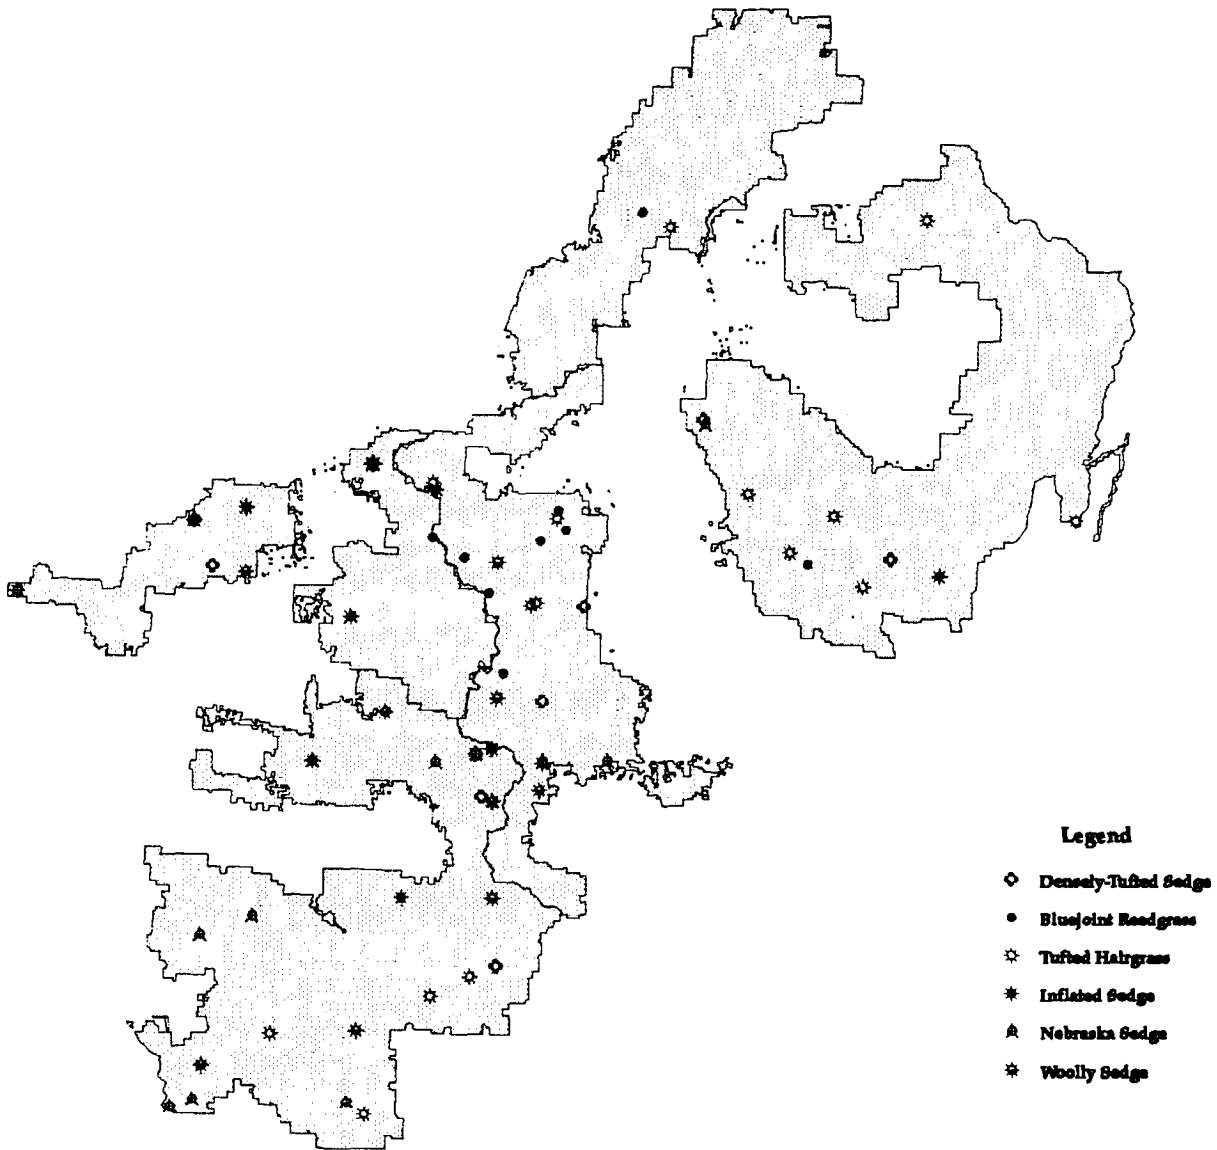 Legend
Densely-Tufted Sedge
Bluejoint Reedgrass
Tufted Hairgrass
Inflated Sedge
Nebraska Sedge
Woolly Sedge